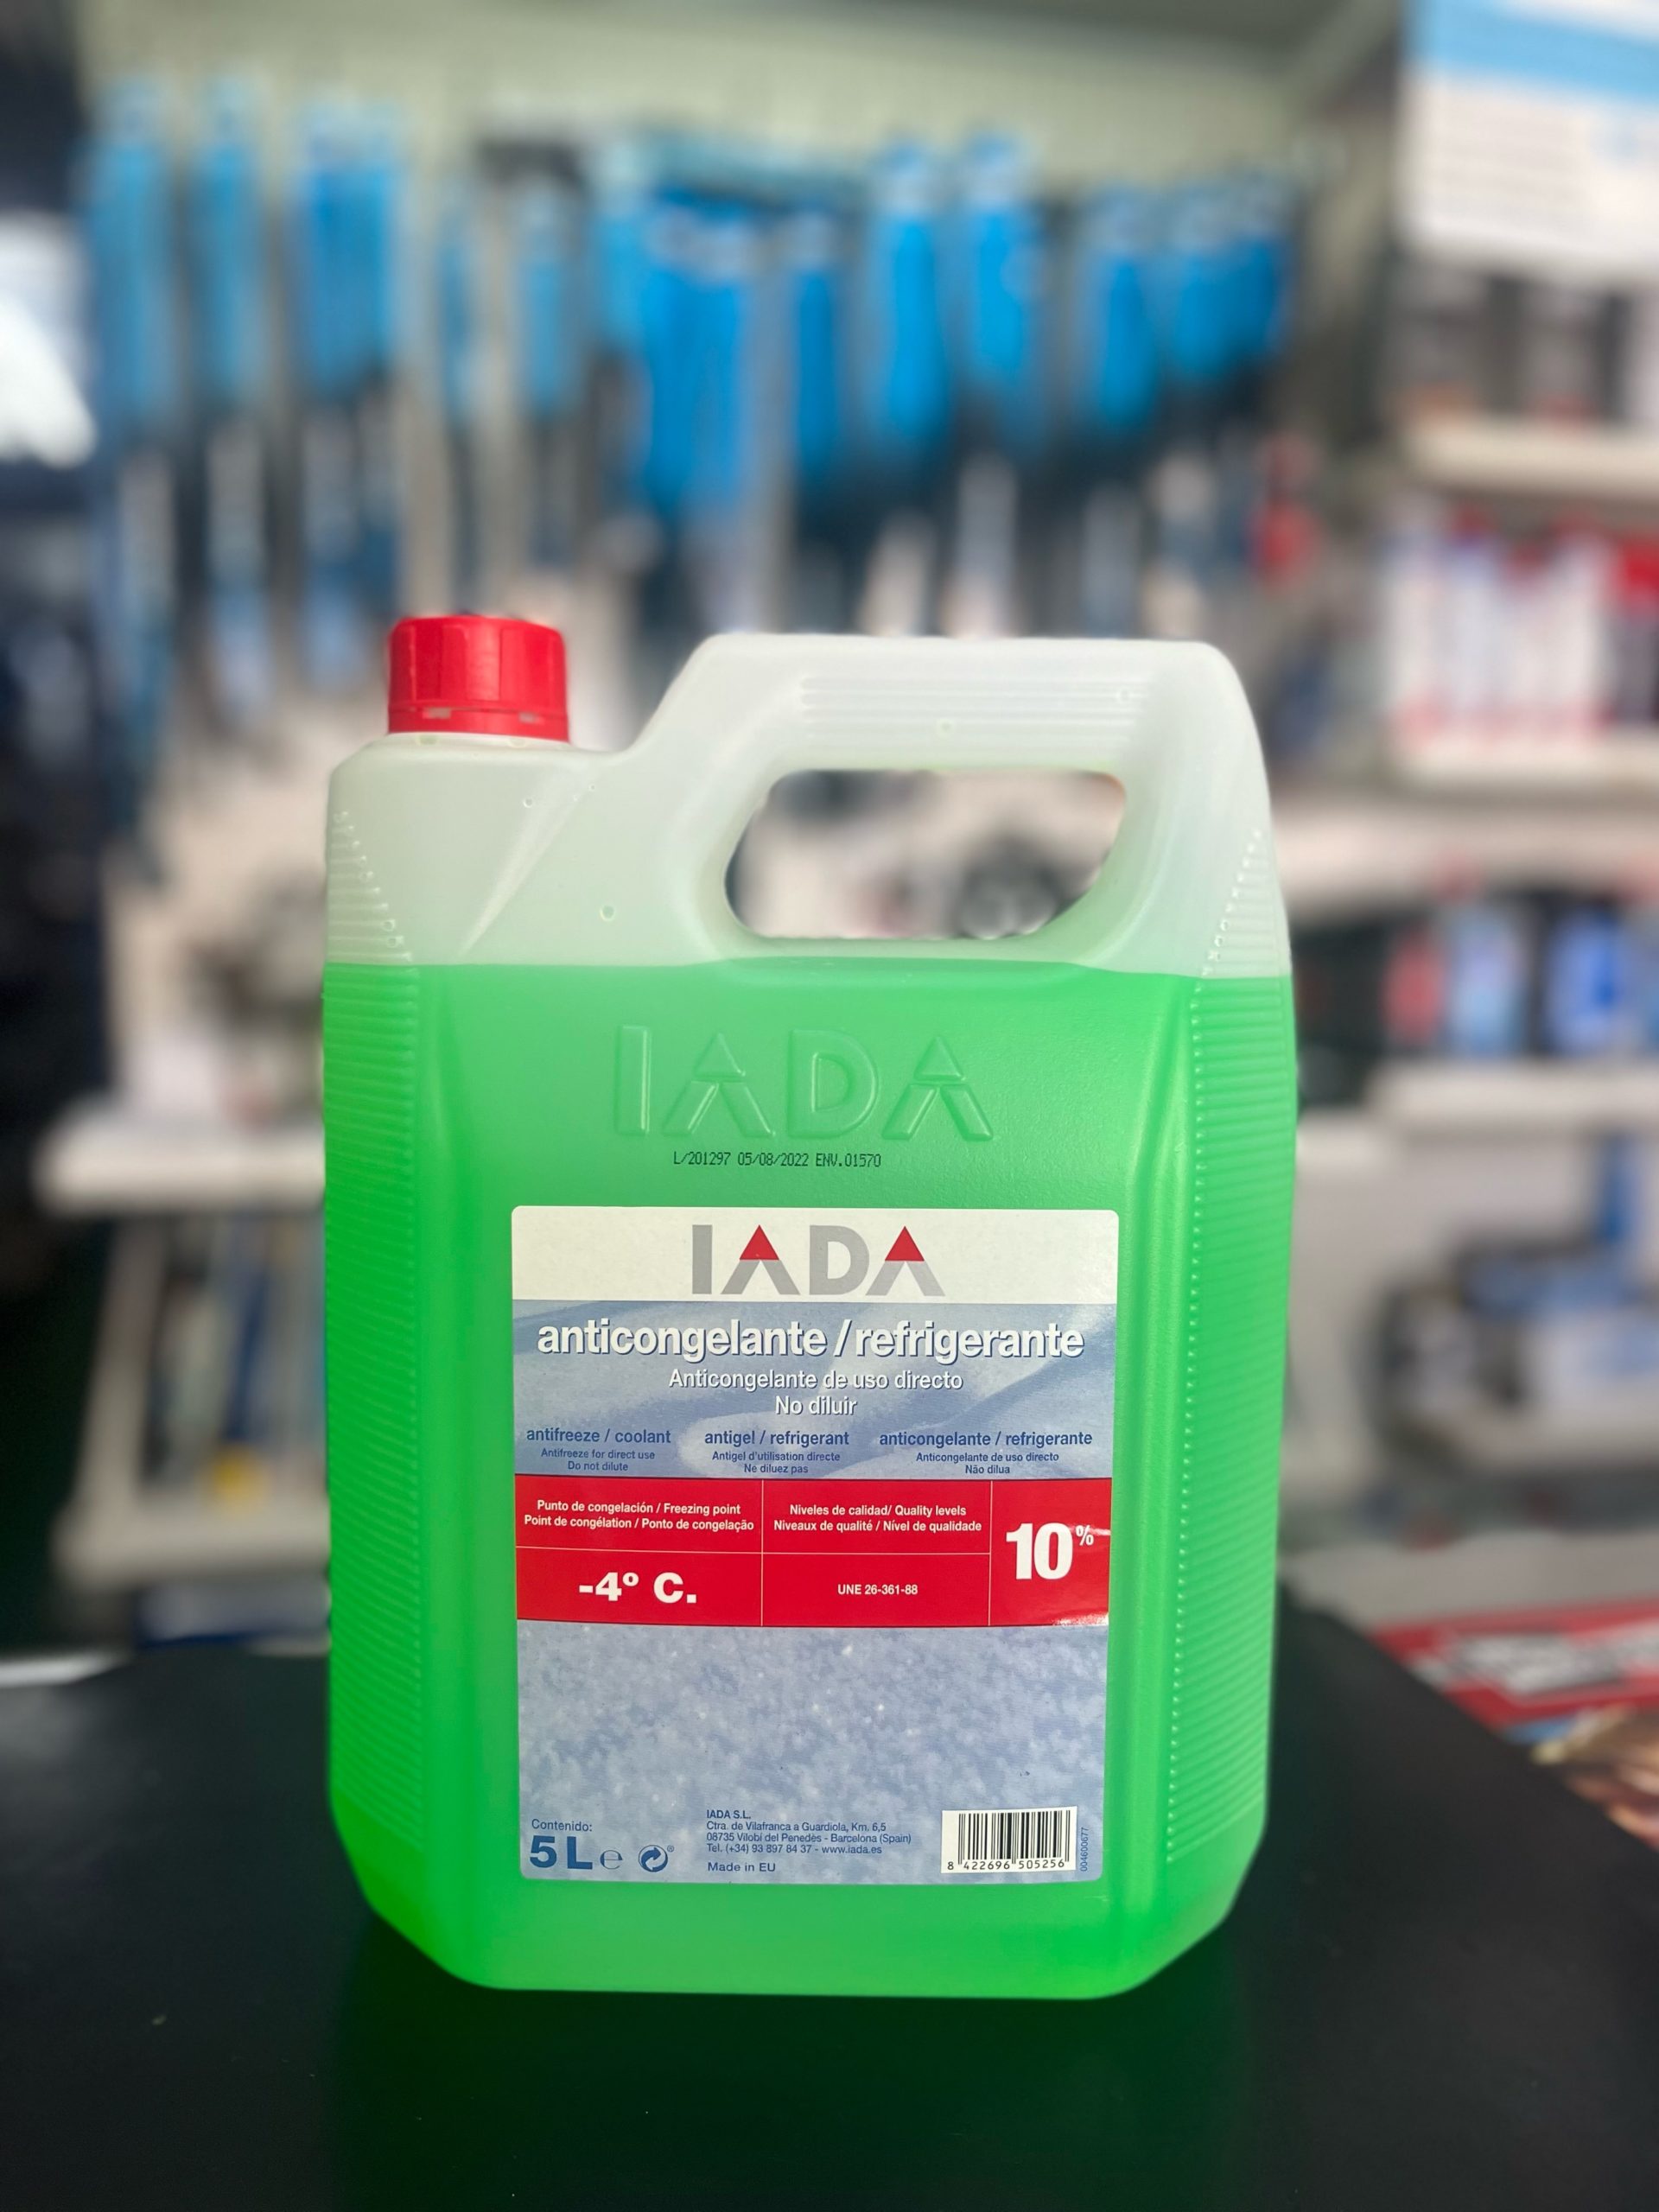 IADA
L/201297 05/08/2022 ENV.01570
IADA
anticongelante / refrigerante
Anticongelante de uso directo
No diluir
antifreeze / coolant
Antifreeze for direct use
Do not dilute
antigel / refrigerant
Antigel d'utilisation directe
Ne diluez pas
anticongelante / refrigerante
Anticongelante de uso directo
Não dilua
Punto de congelación / Freezing point
Point de congélation / Ponto de congelação
-4º C.
Niveles de calidad/ Quality levels
Niveaux de qualité / Nível de qualidade
UNE 26-361-88
10%
Contenido:
5 L e
IADA S.L.
Ctra. de Vilafranca a Guardiola, Km. 6,5
08735 Vilobí del Penedès - Barcelona (Spain)
Tel. (+34) 93 897 84 37 - www.iada.es
Made in EU
8 422696 505256
004600677